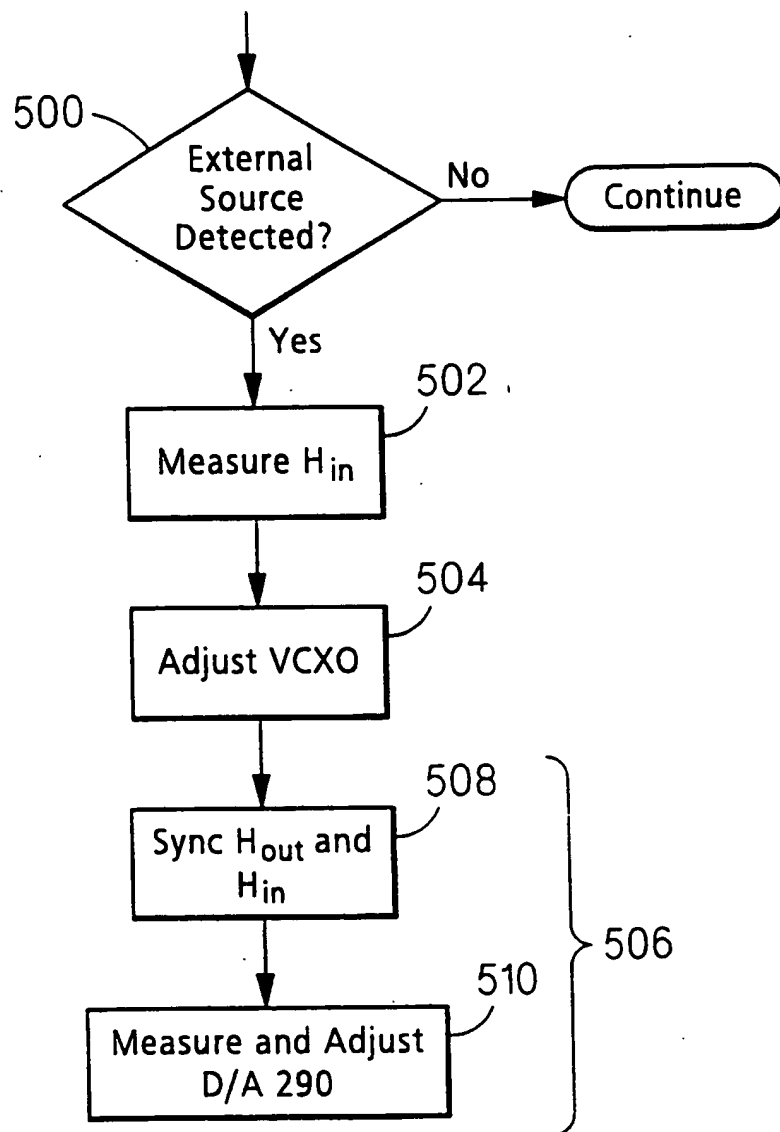 500
External
Source
Detected?
No
Continue
Yes
502
Measure H_in
504
Adjust VCXO
508
Sync H_out and
H_in
506
510
Measure and Adjust
D/A 290